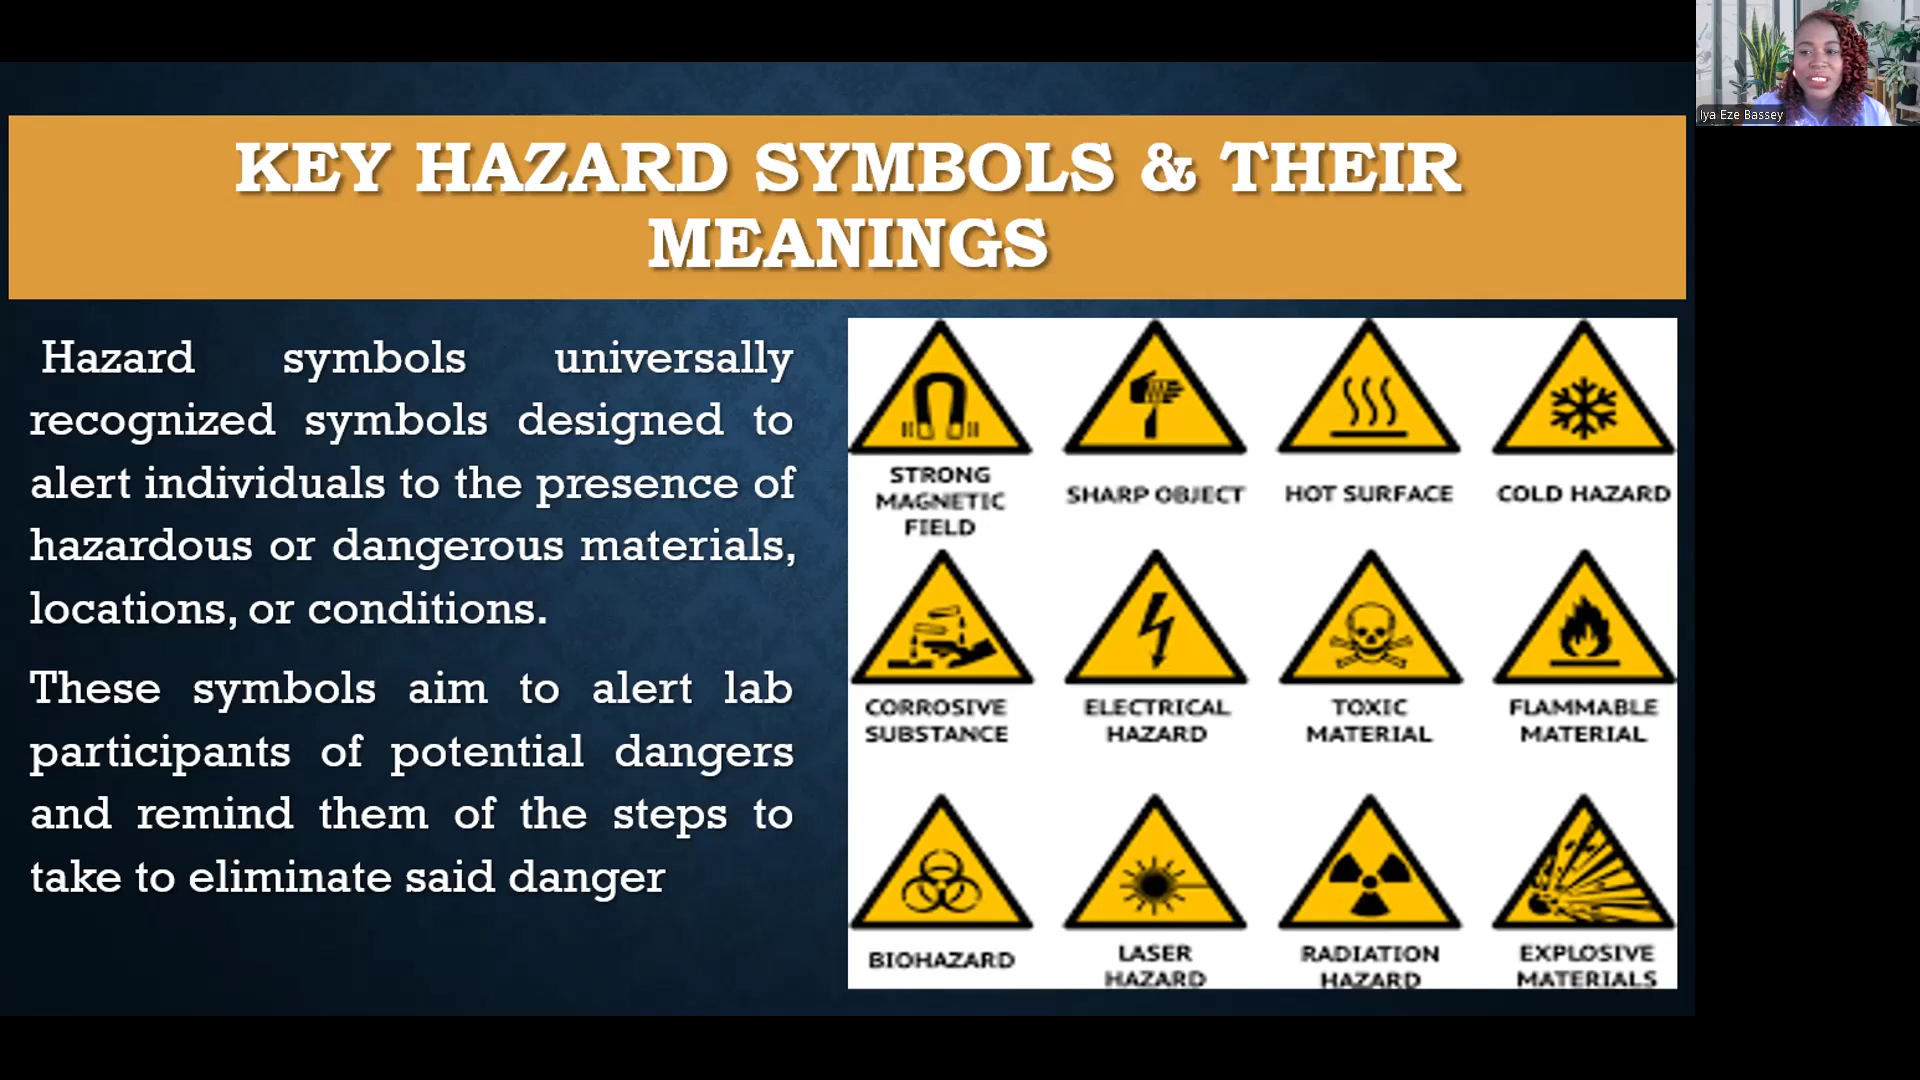 KEY HAZARD SYMBOLS & THEIR
MEANINGS
Iya Eze Bassey
Hazard symbols universally
recognized symbols designed to
alert individuals to the presence of
hazardous or dangerous materials,
locations, or conditions.
These symbols aim to alert lab
participants of potential dangers
and remind them of the steps to
take to eliminate said danger
STRONG
MAGNETIC
FIELD
SHARP OBJECT
HOT SURFACE
COLD HAZARD
CORROSIVE
SUBSTANCE
ELECTRICAL
HAZARD
TOXIC
MATERIAL
FLAMMABLE
MATERIAL
BIOHAZARD
LASER
HAZARD
RADIATION
HAZARD
EXPLOSIVE
MATERIALS